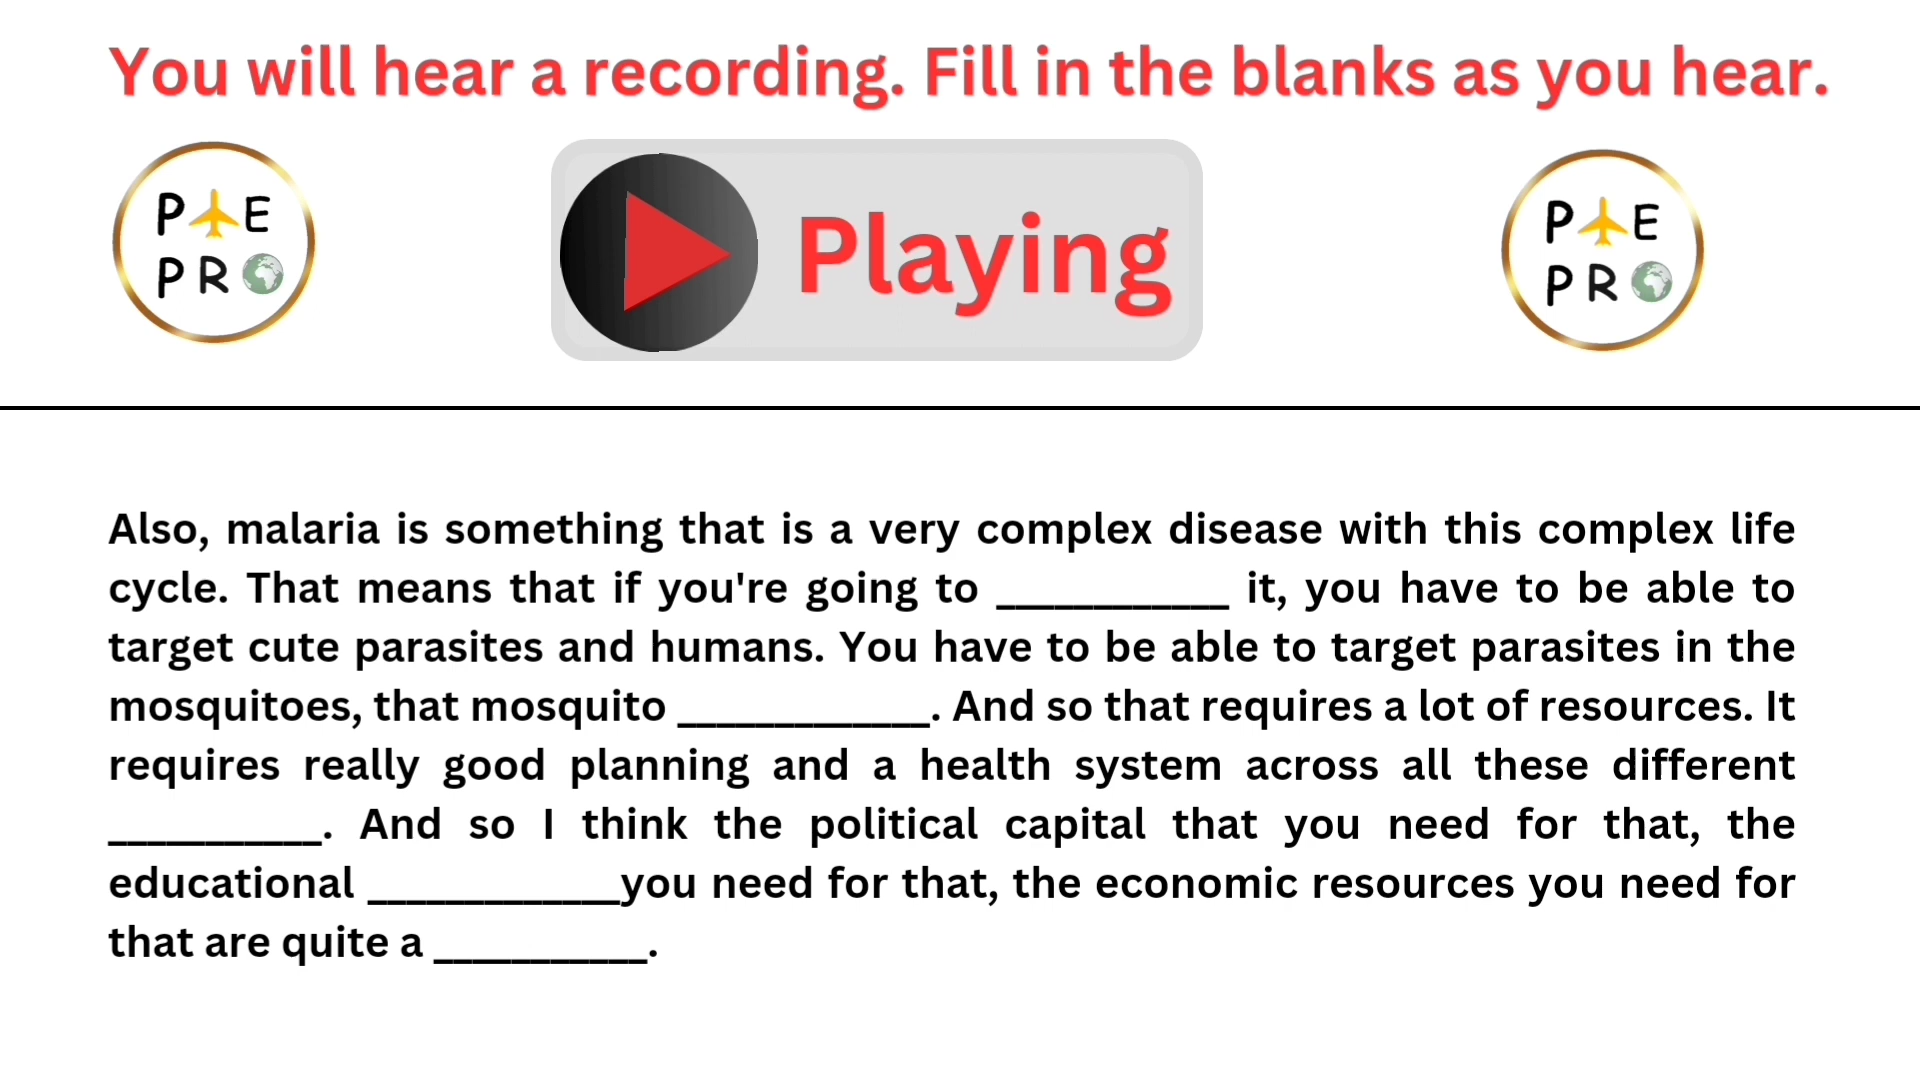 You will hear a recording. Fill in the blanks as you hear.
P E
P R
Playing
P E
P R
Also, malaria is something that is a very complex disease with this complex life
cycle. That means that if you're going to ___________ it, you have to be able to
target cute parasites and humans. You have to be able to target parasites in the
mosquitoes, that mosquito ____________. And so that requires a lot of resources. It
requires really good planning and a health system across all these different
__________. And so I think the political capital that you need for that, the
educational ____________you need for that, the economic resources you need for
that are quite a __________.